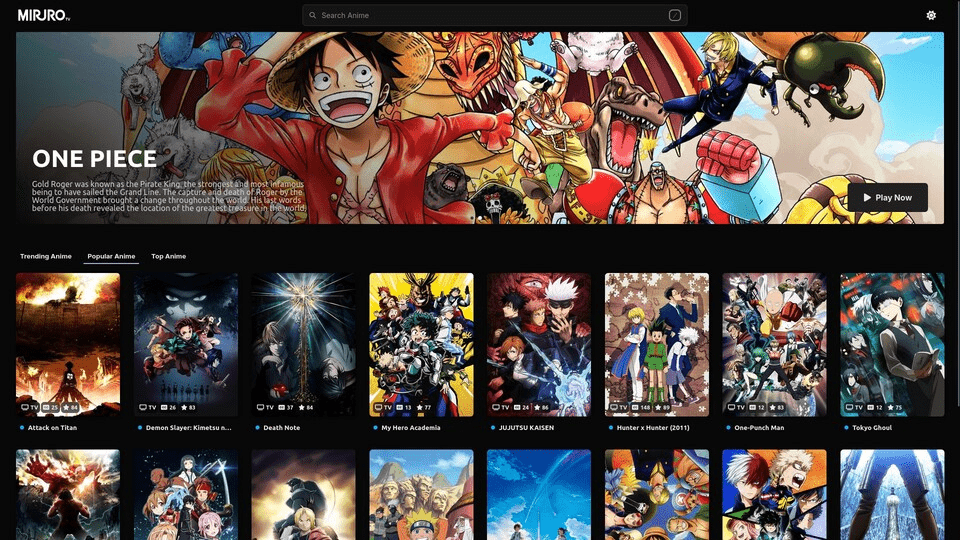 MIRURO TV
Search Anime
/
ONE PIECE
Gold Roger was known as the Pirate King, the strongest and most infamous
being to have sailed the Grand Line. The capture and death of Roger by the
World Government brought a change throughout the world. His last words
before his death revealed the location of the greatest treasure in the world,
Play Now
Trending Anime Popular Anime Top Anime
TV 25 84
TV 26 83
TV 37 84
TV 13 77
TV 24 86
TV 148 89
TV 12 83
TV 12 75
Attack on Titan
Demon Slayer: Kimetsu n...
Death Note
My Hero Academia
JUJUTSU KAISEN
Hunter x Hunter (2011)
One-Punch Man
Tokyo Ghoul